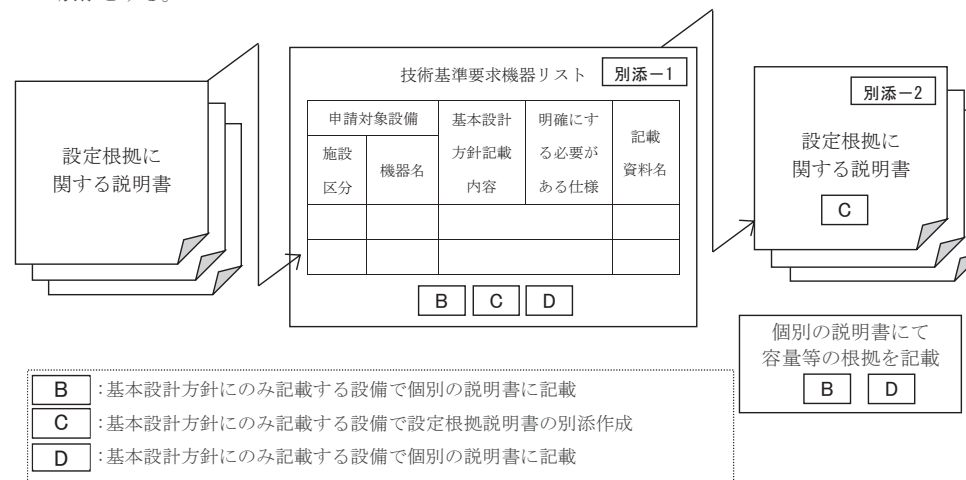 設定根拠に
関する説明書
技術基準要求機器リスト
別添－1
申請対象設備
施設
区分
機器名
基本設計
方針記載
内容
明確にす
る必要が
ある仕様
記載
資料名
B C D
別添－2
設定根拠に
関する説明書
C
個別の説明書にて
容量等の根拠を記載
B D
B :基本設計方針にのみ記載する設備で個別の説明書に記載
C :基本設計方針にのみ記載する設備で設定根拠説明書の別添作成
D :基本設計方針にのみ記載する設備で個別の説明書に記載